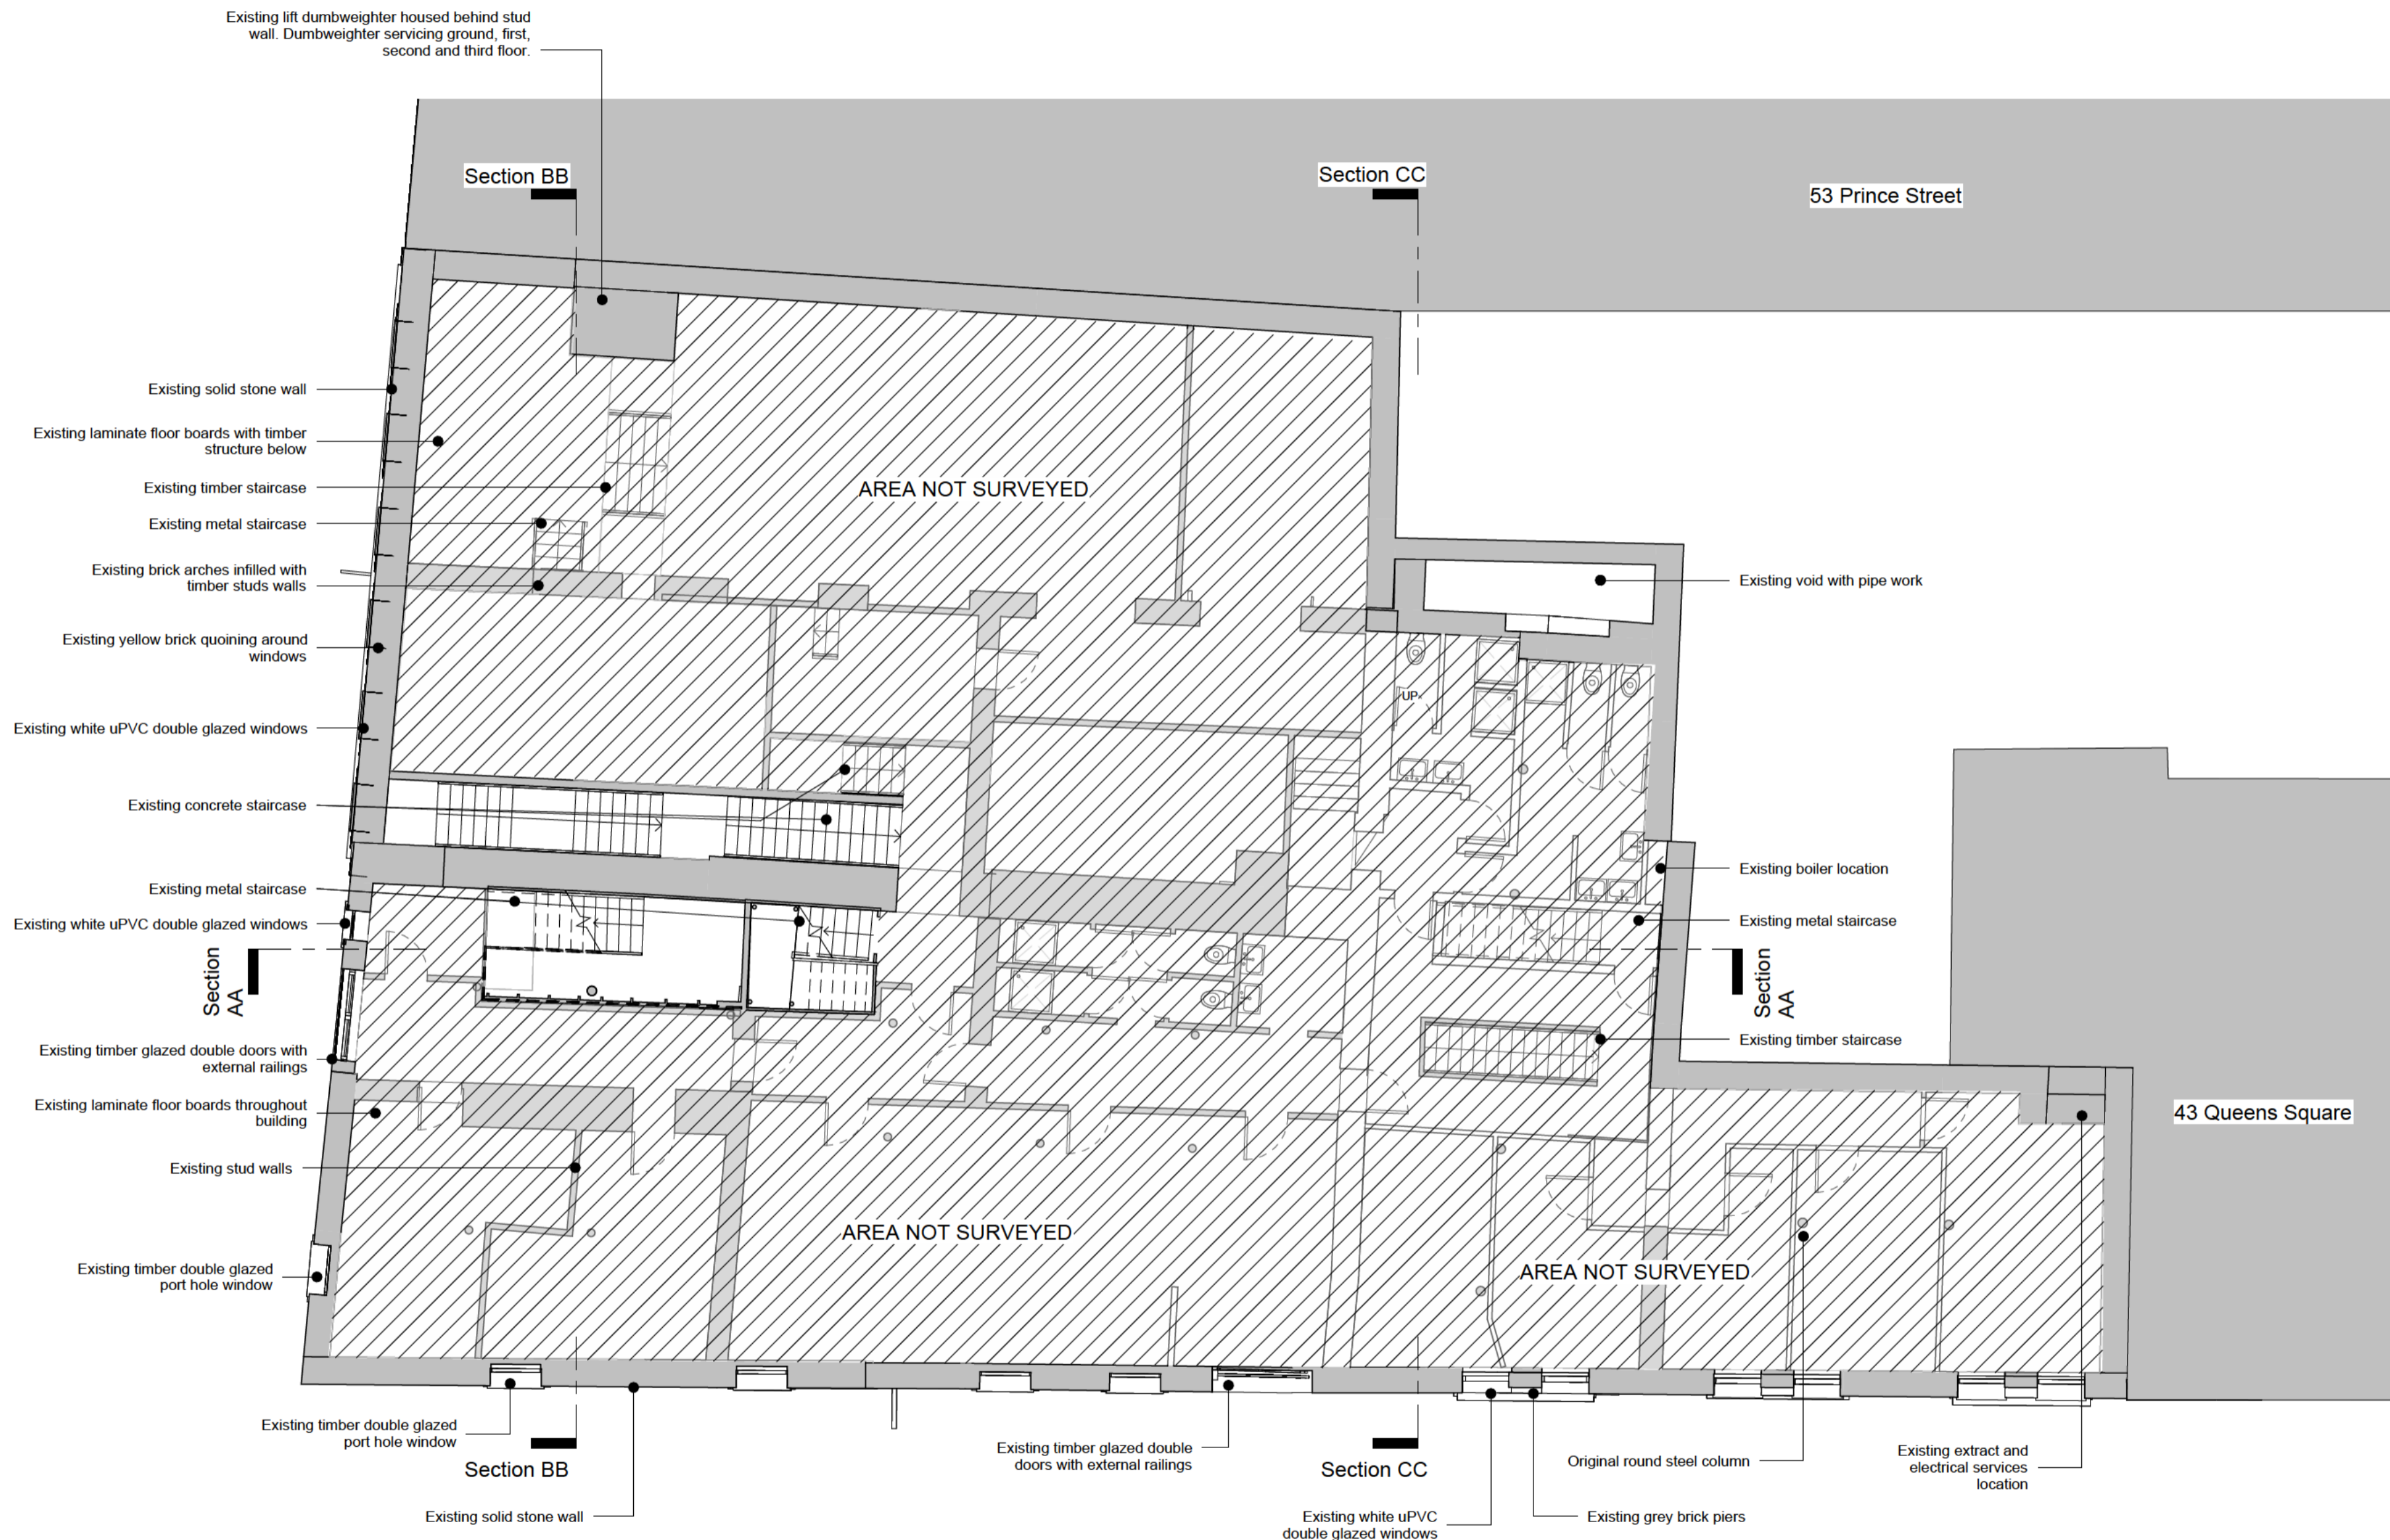 Existing lift dumbweighter housed behind stud
wall. Dumbweighter servicing ground, first,
second and third floor.
Section BB
Section CC
53 Prince Street
Existing solid stone wall
Existing laminate floor boards with timber
structure below
Existing timber staircase
Existing metal staircase
Existing brick arches infilled with
timber studs walls
Existing yellow brick quoining around
windows
Existing white uPVC double glazed windows
Existing concrete staircase
Existing metal staircase
Existing white uPVC double glazed windows
Section
AA
Existing timber glazed double doors with
external railings
Existing laminate floor boards throughout
building
Existing stud walls
Existing timber double glazed
port hole window
AREA NOT SURVEYED
UP
AREA NOT SURVEYED
AREA NOT SURVEYED
Existing void with pipe work
Existing boiler location
Existing metal staircase
Section
AA
Existing timber staircase
43 Queens Square
Existing timber double glazed
port hole window
Section BB
Existing solid stone wall
Existing timber glazed double
doors with external railings
Section CC
Existing white uPVC
double glazed windows
Existing grey brick piers
Original round steel column
Existing extract and
electrical services
location